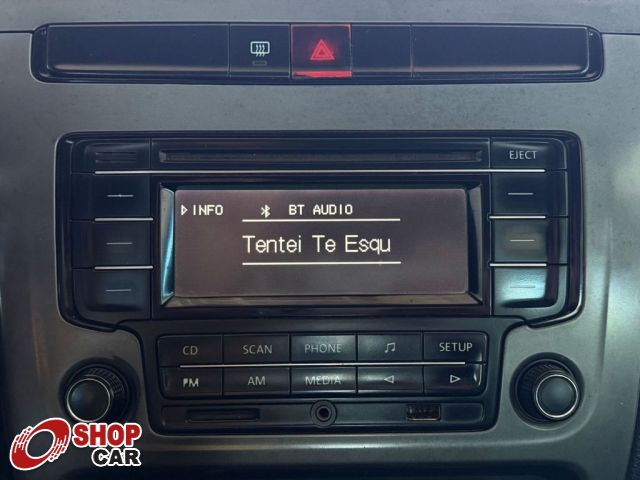 EJECT
INFO BT AUDIO
Tentei Te Esqu
CD SCAN PHONE SETUP
FM AM MEDIA
SHOP
CAR